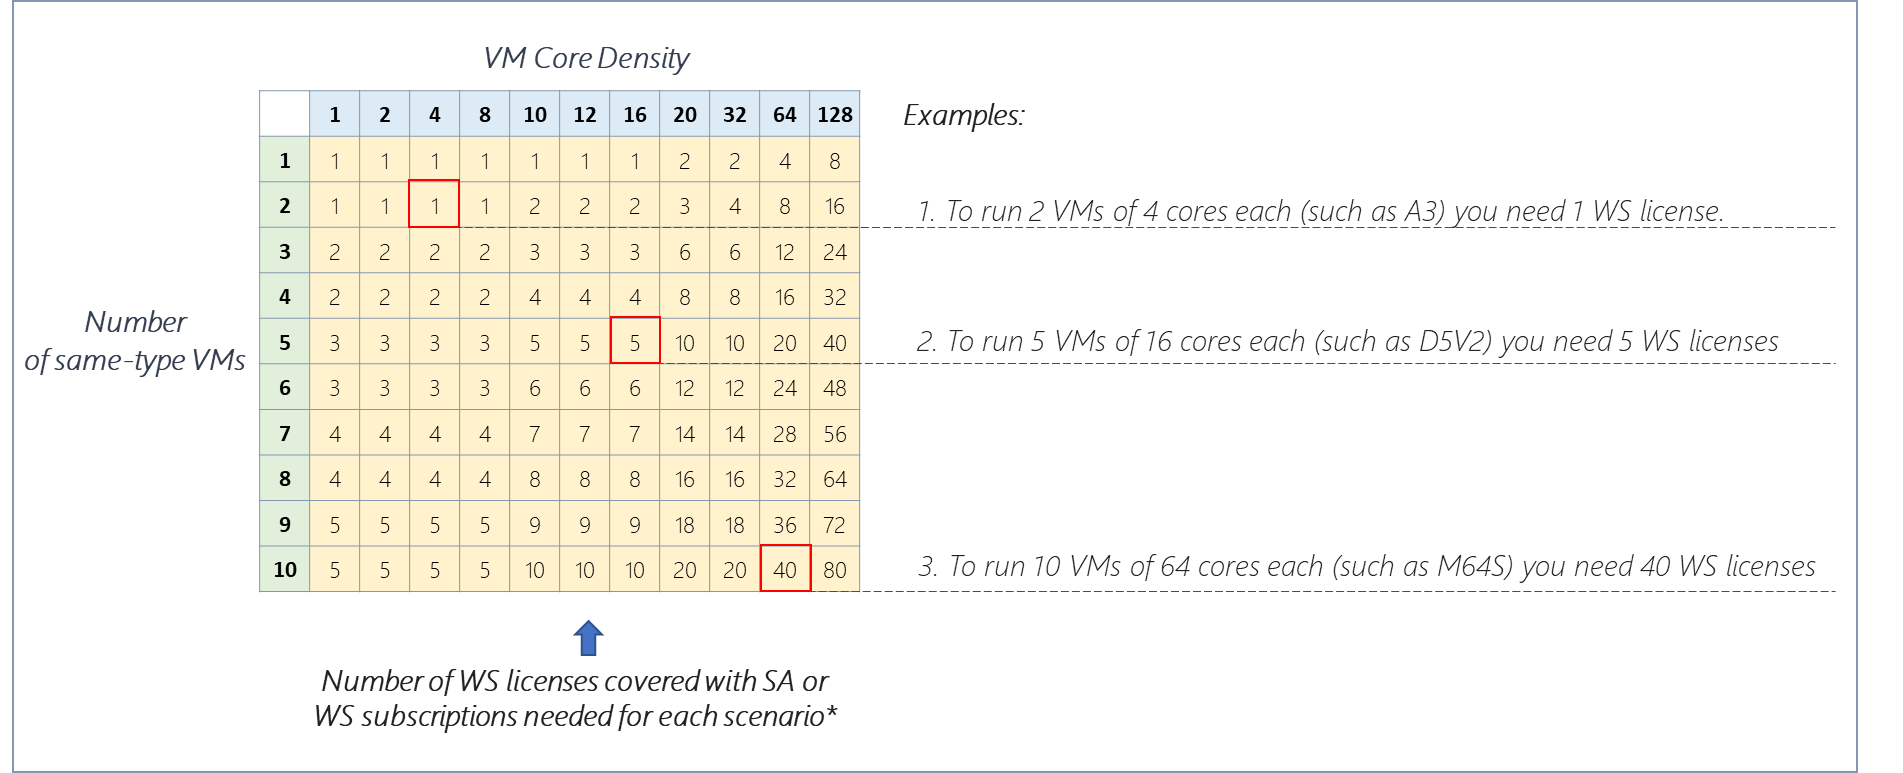 VM Core Density
1 2 4 8 10 12 16 20 32 64 128
Examples:
1 1 1 1 1 1 1 1 2 2 4 8
2 1 1 1 1 2 2 2 3 4 8 16
1. To run 2 VMs of 4 cores each (such as A3) you need 1 WS license.
3 2 2 2 2 3 3 3 6 6 12 24
4 2 2 2 2 4 4 4 8 8 16 32
Number
of same-type VMs
5 3 3 3 3 5 5 5 10 10 20 40
2. To run 5 VMs of 16 cores each (such as D5V2) you need 5 WS licenses
6 3 3 3 3 6 6 6 12 12 24 48
7 4 4 4 4 7 7 7 14 14 28 56
8 4 4 4 4 8 8 8 16 16 32 64
9 5 5 5 5 9 9 9 18 18 36 72
10 5 5 5 5 10 10 10 20 20 40 80
3. To run 10 VMs of 64 cores each (such as M64S) you need 40 WS licenses
Number of WS licenses covered with SA or
WS subscriptions needed for each scenario*